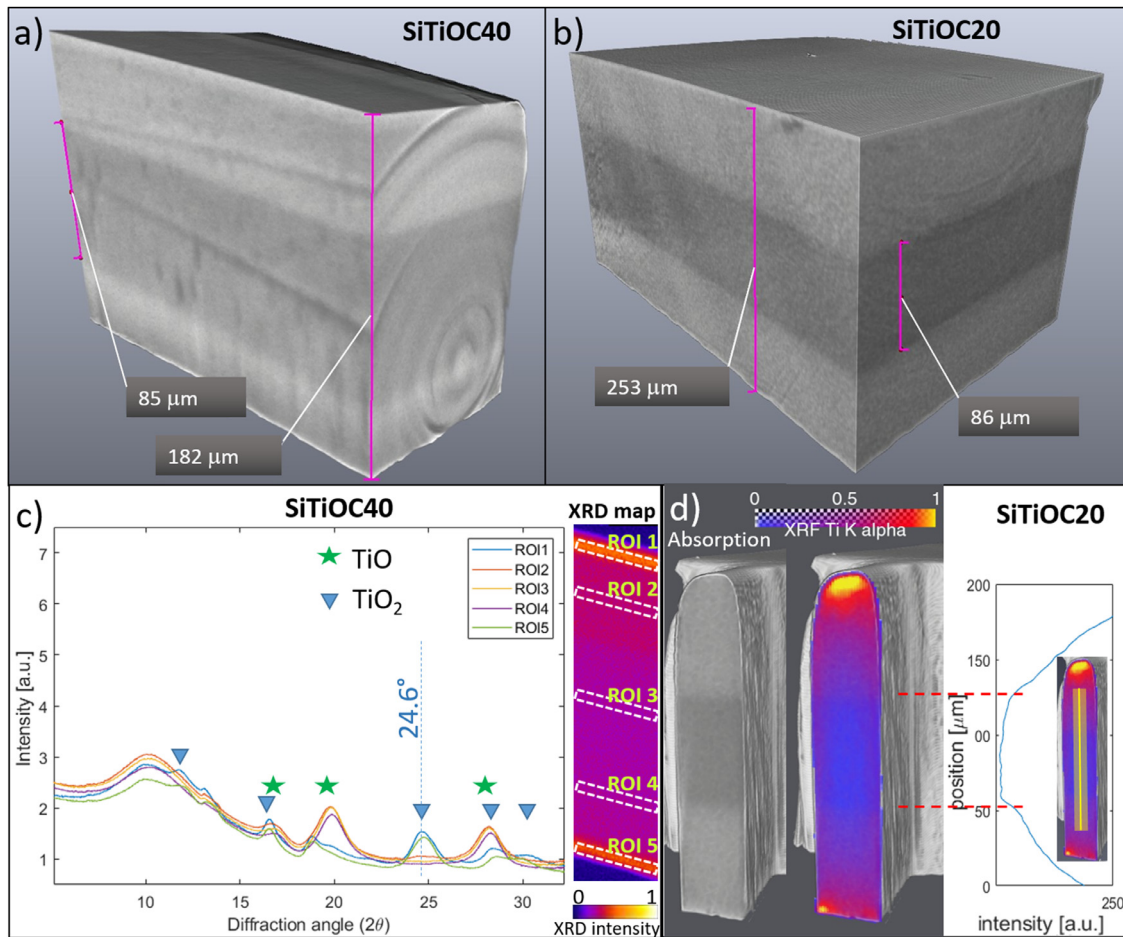 a)
SiTiOC40
85 μm
182 μm
b)
SiTiOC20
253 μm
86 μm
c)
SiTiOC40
Intensity [a.u.]
7
6
5
4
3
2
1
10
15
20
25
30
Diffraction angle (2θ)
TiO
TiO2
24.6°
ROI1
ROI2
ROI3
ROI4
ROI5
XRD map
ROI 1
ROI 2
ROI 3
ROI 4
ROI 5
0 1
XRD intensity
d)
Absorption
0 0.5 1
XRF Ti K alpha
SiTiOC20
position [μm]
200
150
00
50
0
250
intensity [a.u.]